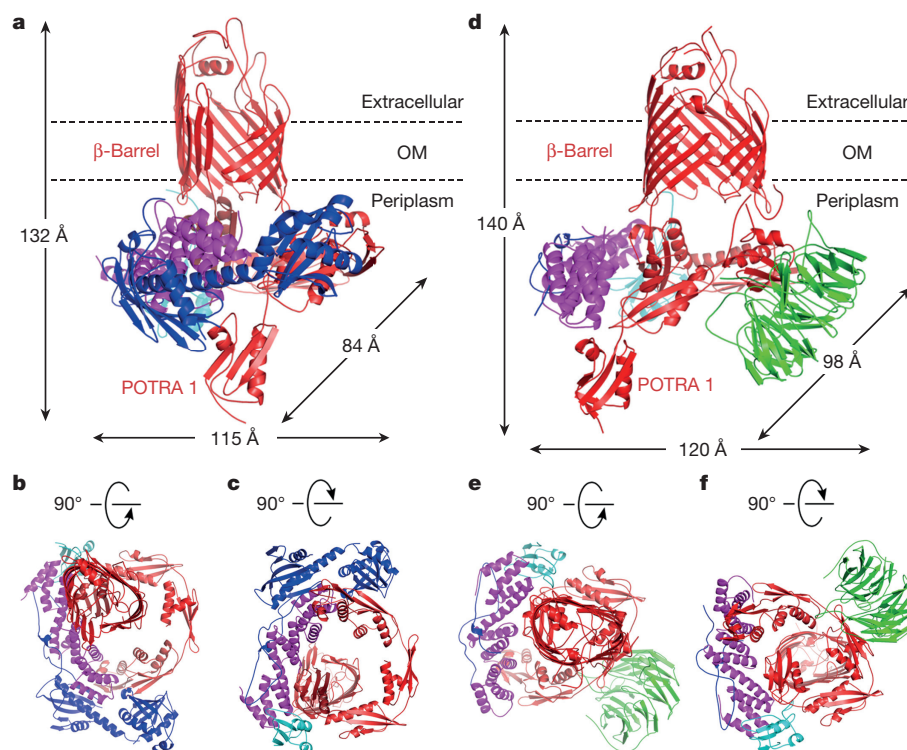 a
Extracellular
β-Barrel
OM
Periplasm
132 Å
84 Å
POTRA 1
115 Å
d
Extracellular
β-Barrel
OM
Periplasm
140 Å
98 Å
POTRA 1
120 Å
b
90°
c
90°
e
90°
f
90°